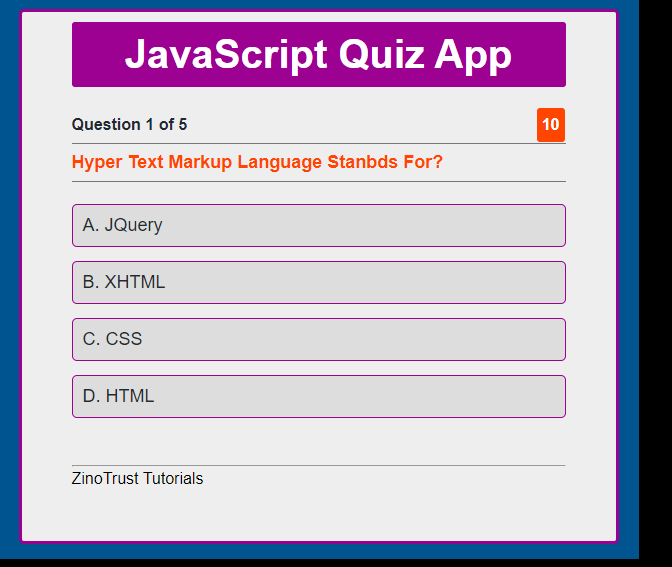 JavaScript Quiz App
Question 1 of 5
10
Hyper Text Markup Language Stanbds For?
A. JQuery
B. XHTML
C. CSS
D. HTML
ZinoTrust Tutorials